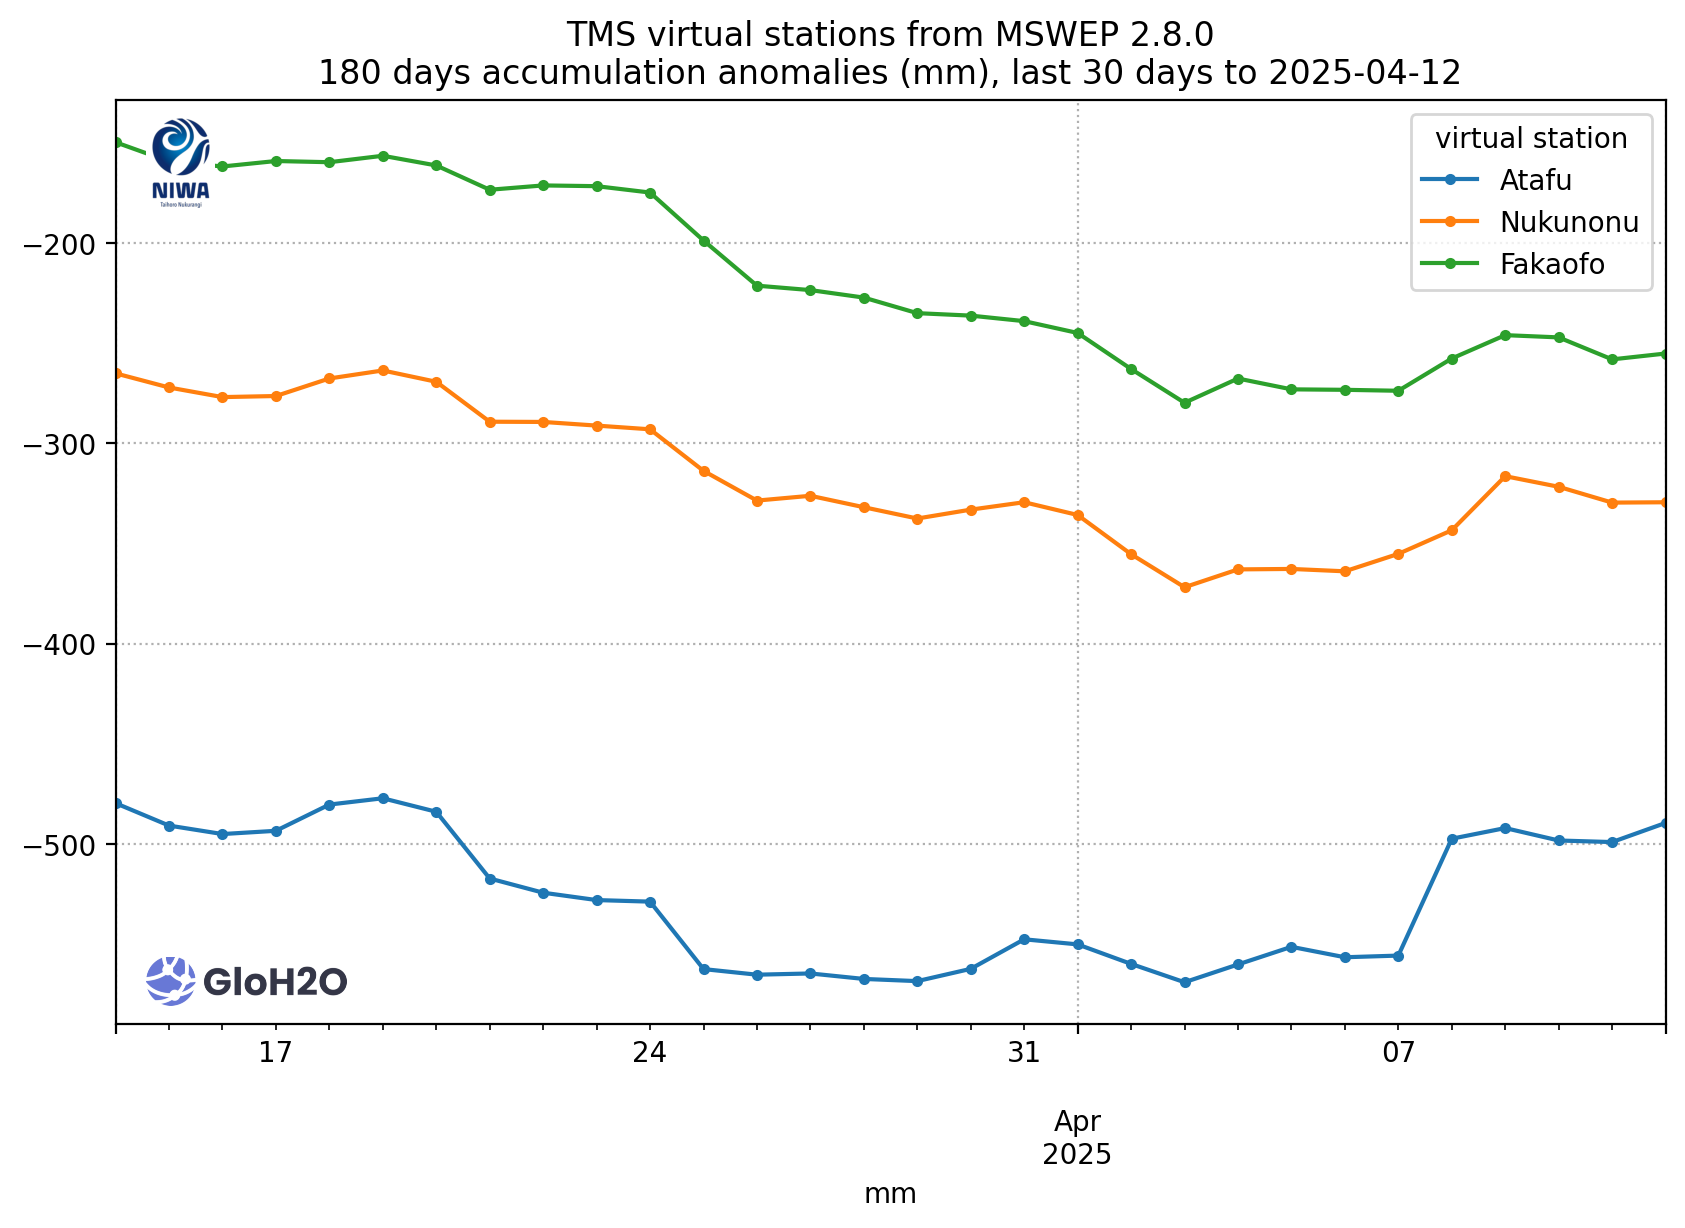 TMS virtual stations from MSWEP 2.8.0
180 days accumulation anomalies (mm), last 30 days to 2025-04-12
NIWA
Taihoro Nukurangi
virtual station
Atafu
Nukunonu
Fakaofo
−200
−300
−400
−500
GloH2O
17 24 31 07
Apr
2025
mm